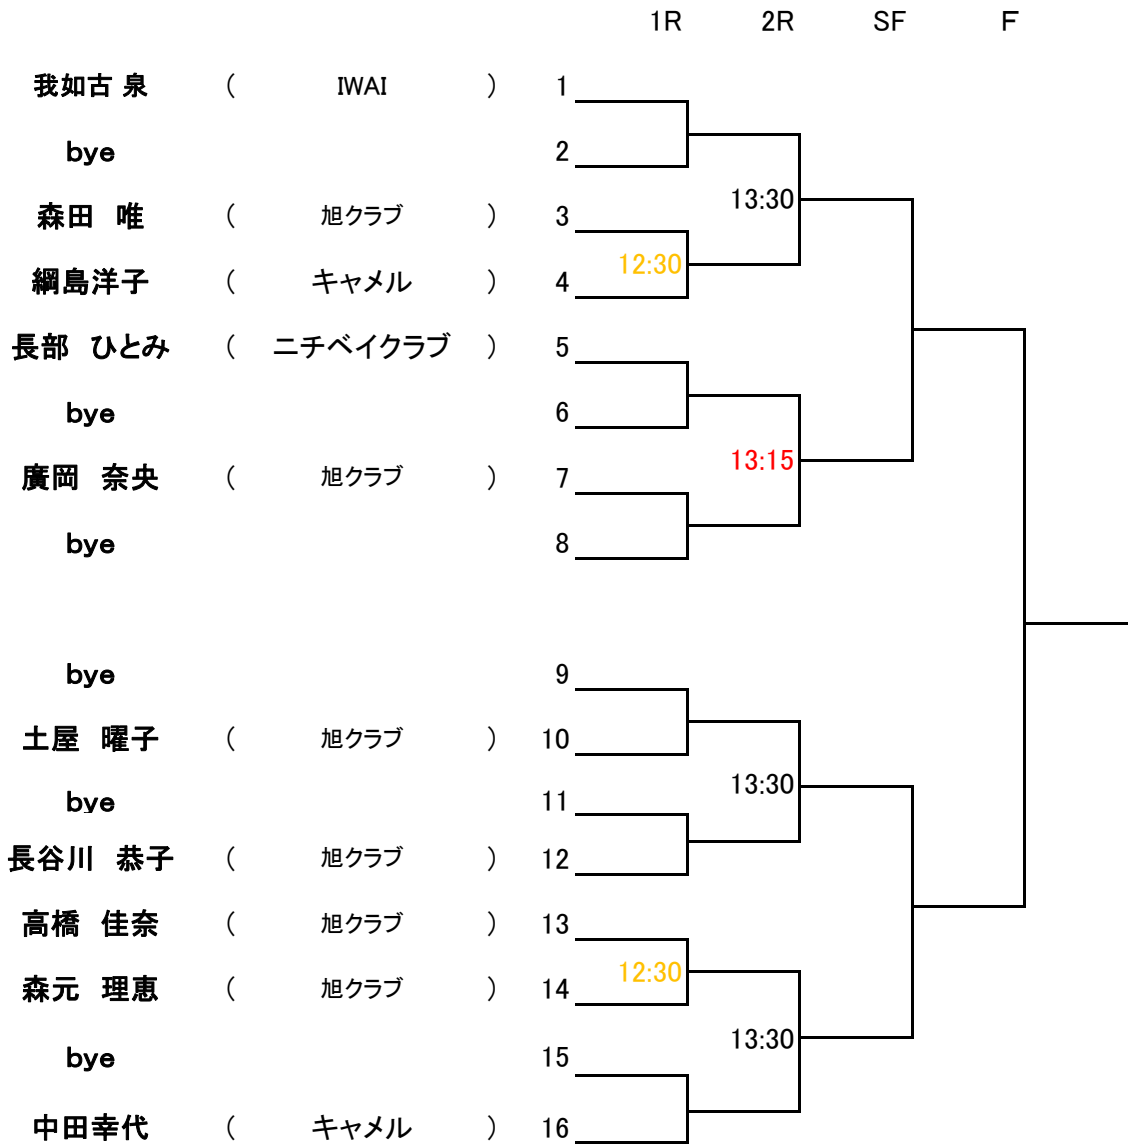 1R 2R SF F
我如古 泉 ( IWAI ) 1
bye 2
13:30
森田 唯 ( 旭クラブ ) 3
12:30
綱島洋子 ( キャメル ) 4
長部 ひとみ ( ニチベイクラブ ) 5
bye 6
13:15
廣岡 奈央 ( 旭クラブ ) 7
bye 8
bye 9
土屋 曜子 ( 旭クラブ ) 10
13:30
bye 11
長谷川 恭子 ( 旭クラブ ) 12
高橋 佳奈 ( 旭クラブ ) 13
12:30
森元 理恵 ( 旭クラブ ) 14
13:30
bye 15
中田幸代 ( キャメル ) 16